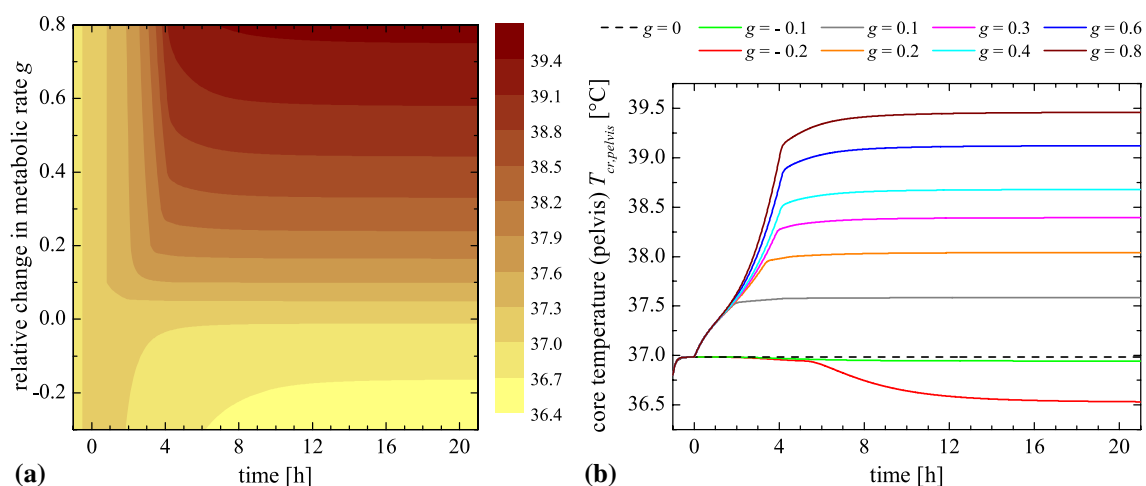 0.8
0.6
0.4
0.2
0.0
-0.2
relative change in metabolic rate g
0 4 8 12 16 20
time [h]
(a)
39.4
39.1
38.8
38.5
38.2
37.9
37.6
37.3
37.0
36.7
36.4
g = 0 g = - 0.1 g = 0.1 g = 0.3 g = 0.6
g = - 0.2 g = 0.2 g = 0.4 g = 0.8
39.5
39.0
38.5
38.0
37.5
37.0
36.5
core temperature (pelvis) Tcr,pelvis [°C]
0 4 8 12 16 20
time [h]
(b)